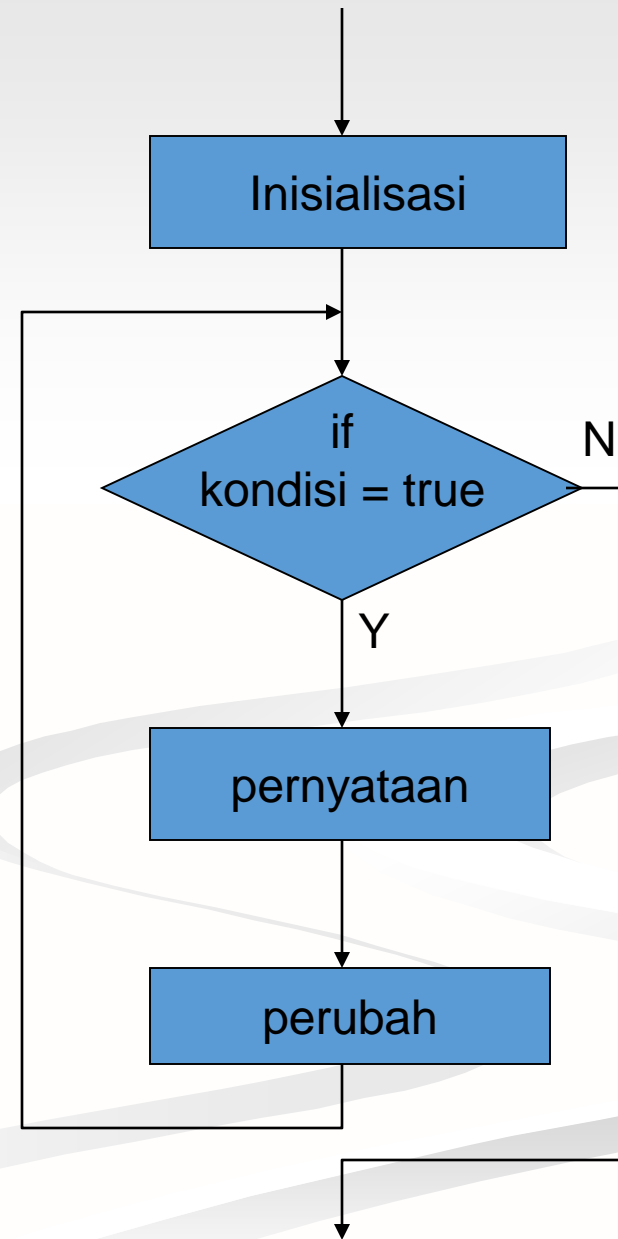 Inisialisasi
if
kondisi = true
N
Y
pernyataan
perubah